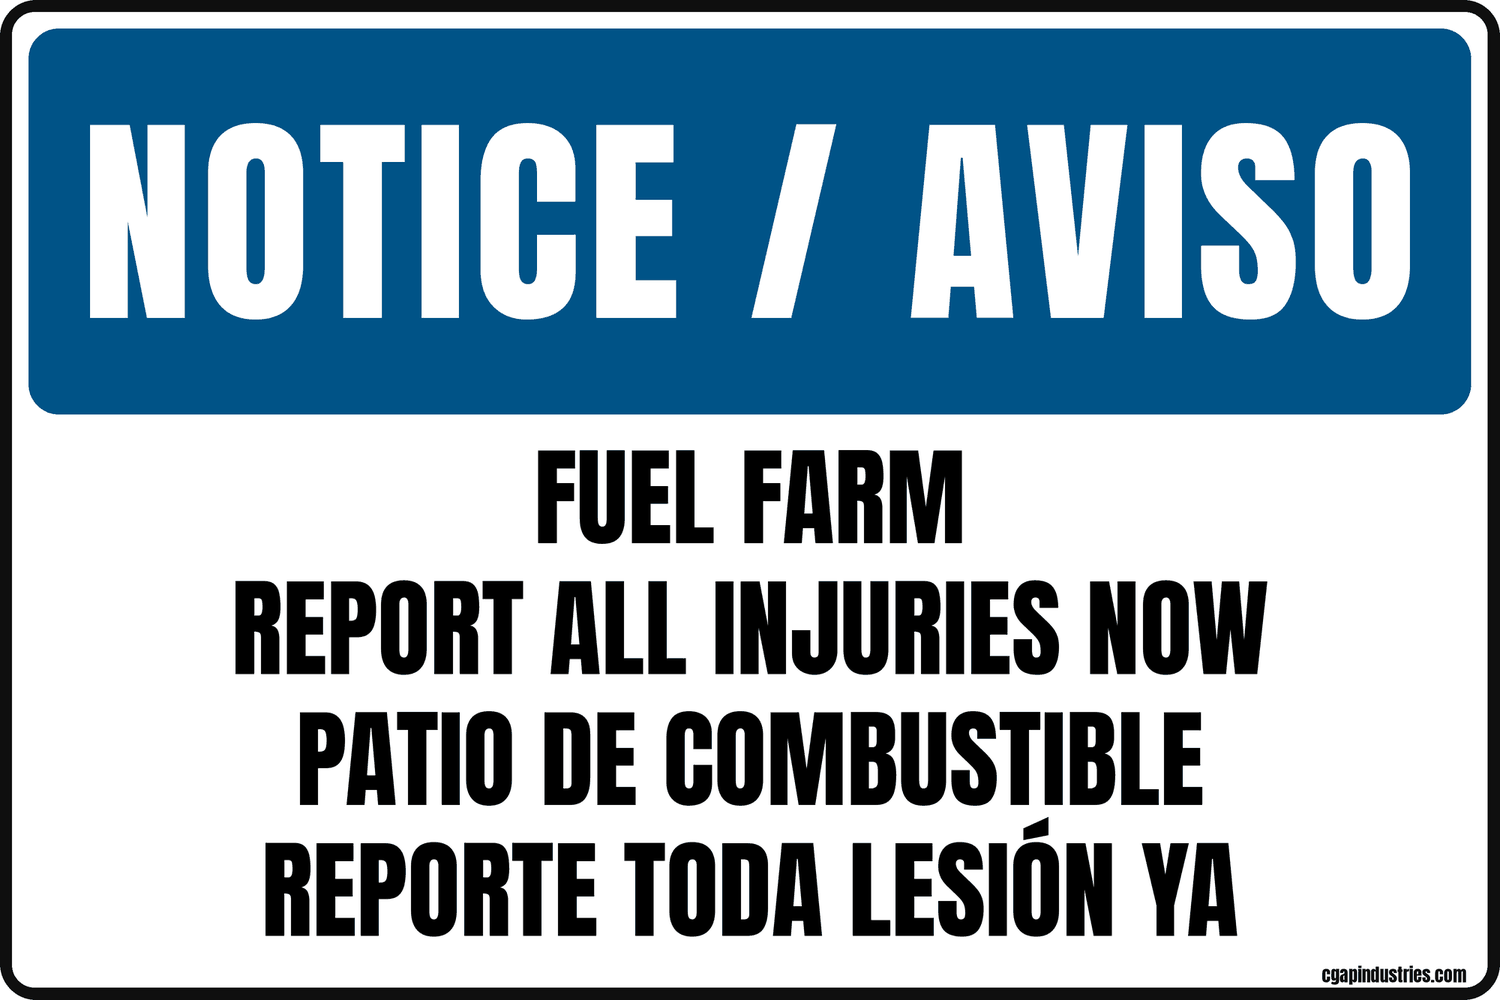 NOTICE / AVISO
FUEL FARM
REPORT ALL INJURIES NOW
PATIO DE COMBUSTIBLE
REPORTE TODA LESIÓN YA
cgapindustries.com